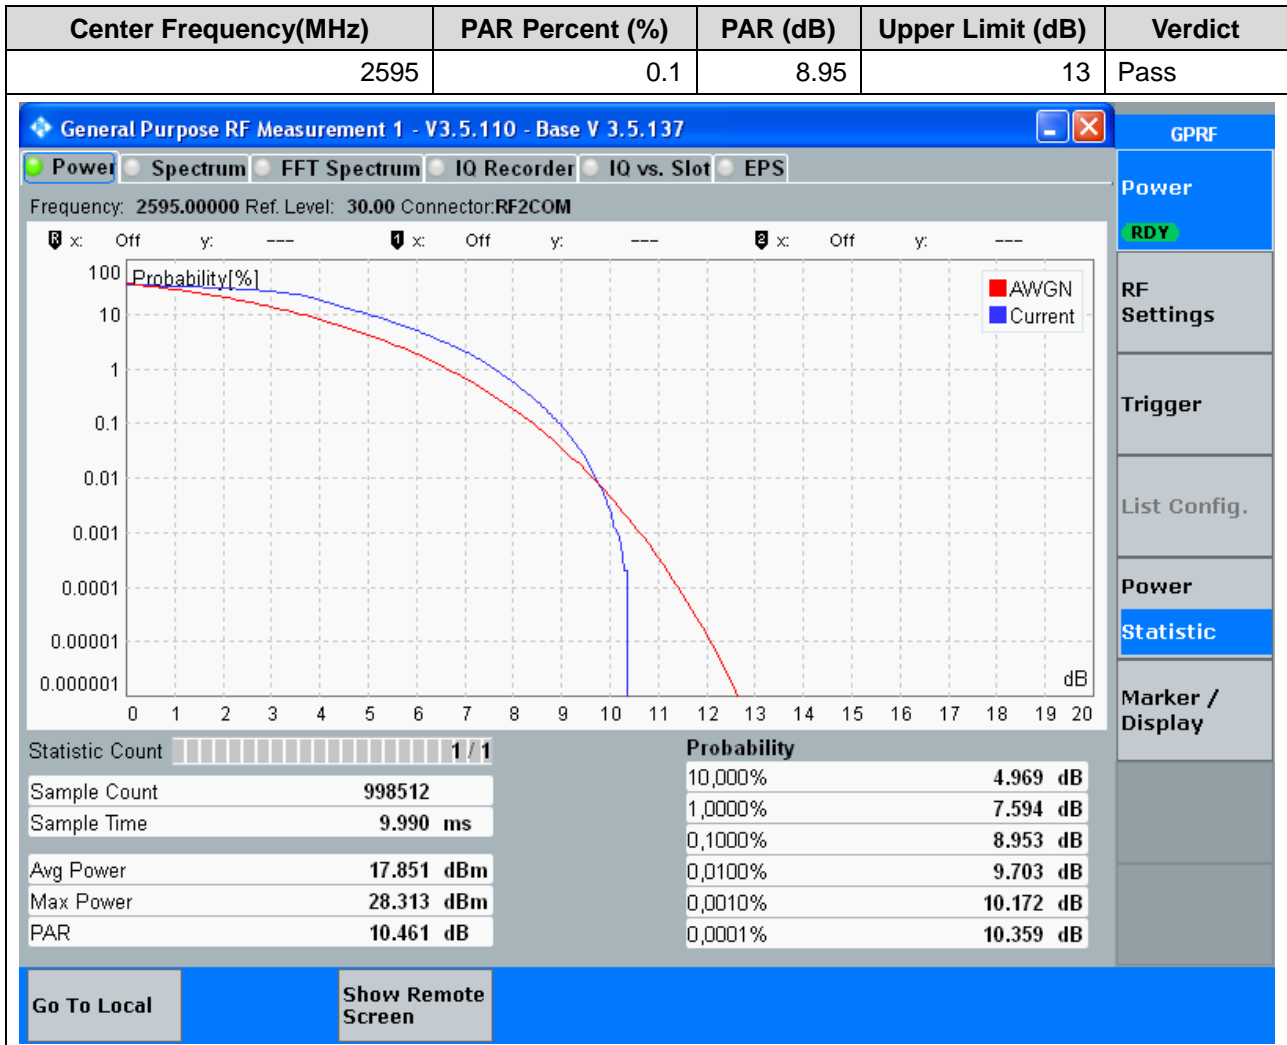 Center Frequency(MHz) PAR Percent (%) PAR (dB) Upper Limit (dB) Verdict
2595 0.1 8.95 13 Pass
General Purpose RF Measurement 1 - V3.5.110 - Base V 3.5.137
GPRF
Power Spectrum FFT Spectrum IQ Recorder IQ vs. Slot EPS
Power
RDY
Frequency: 2595.00000 Ref. Level: 30.00 Connector:RF2COM
R x: Off y: --- 1 x: Off y: --- 2 x: Off y: ---
Probability[%]
100
10
1
0.1
0.01
0.001
0.0001
0.00001
0.000001
AWGN
Current
dB
0 1 2 3 4 5 6 7 8 9 10 11 12 13 14 15 16 17 18 19 20
RF
Settings
Trigger
List Config.
Power
Statistic
Marker /
Display
Statistic Count 1 / 1
Sample Count 998512
Sample Time 9.990 ms
Avg Power 17.851 dBm
Max Power 28.313 dBm
PAR 10.461 dB
Probability
10,000% 4.969 dB
1,0000% 7.594 dB
0,1000% 8.953 dB
0,0100% 9.703 dB
0,0010% 10.172 dB
0,0001% 10.359 dB
Go To Local
Show Remote
Screen